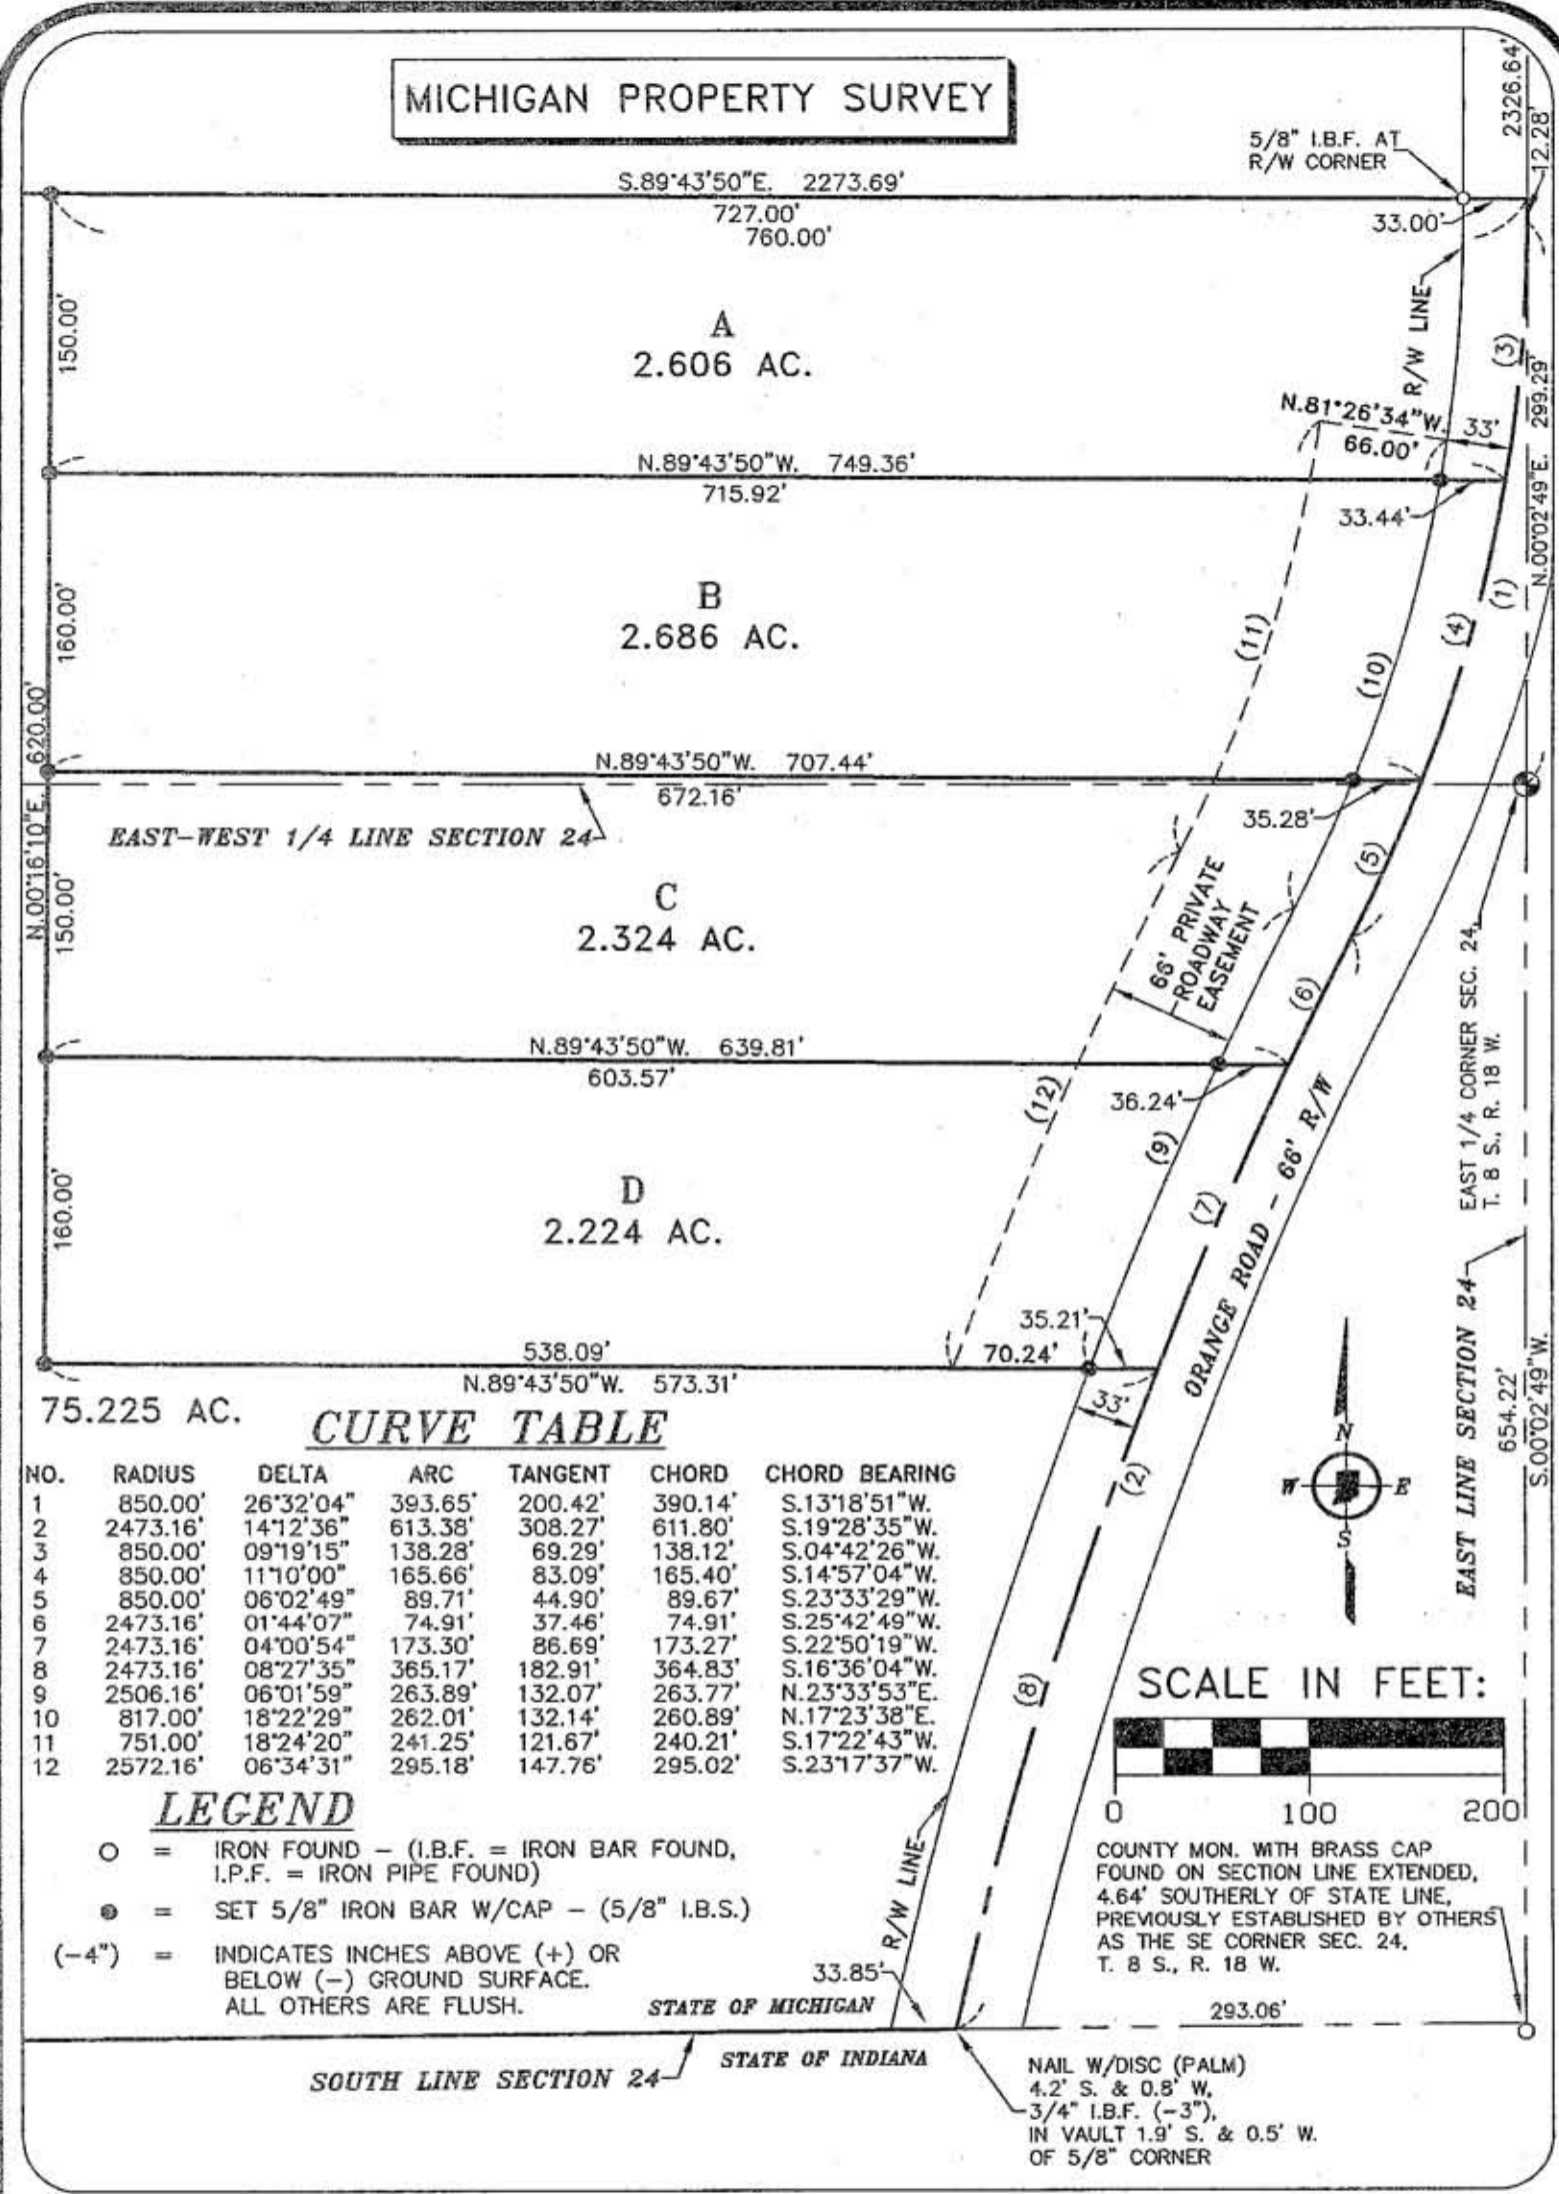 MICHIGAN PROPERTY SURVEY
2326.64'
12.28'
5/8" I.B.F. AT
R/W CORNER
S.89°43'50"E. 2273.69'
727.00'
760.00'
33.00'
R/W LINE
150.00'
A
2.606 AC.
(3)
N.81°26'34"W.
33'
66.00'
N.00°02'49"E. 299.29'
N.89°43'50"W. 749.36'
715.92'
33.44'
160.00'
B
2.686 AC.
(11)
(10)
(4)
(1)
N.00°16'10"E. 620.00'
N.89°43'50"W. 707.44'
672.16'
35.28'
EAST-WEST 1/4 LINE SECTION 24
(5)
150.00'
C
2.324 AC.
66' PRIVATE
ROADWAY
EASEMENT
(6)
EAST 1/4 CORNER SEC. 24,
T. 8 S., R. 18 W.
N.89°43'50"W. 639.81'
603.57'
36.24'
(12)
(9)
160.00'
D
2.224 AC.
(7)
ORANGE ROAD - 66' R/W
EAST LINE SECTION 24
654.22'
S.00°02'49"W.
35.21'
538.09'
70.24'
N.89°43'50"W. 573.31'
33'
75.225 AC.
(2)
N
W E
S
CURVE TABLE
NO. RADIUS DELTA ARC TANGENT CHORD CHORD BEARING
1 850.00' 26°32'04" 393.65' 200.42' 390.14' S.13°18'51"W.
2 2473.16' 14°12'36" 613.38' 308.27' 611.80' S.19°28'35"W.
3 850.00' 09°19'15" 138.28' 69.29' 138.12' S.04°42'26"W.
4 850.00' 11°10'00" 165.66' 83.09' 165.40' S.14°57'04"W.
5 850.00' 06°02'49" 89.71' 44.90' 89.67' S.23°33'29"W.
6 2473.16' 01°44'07" 74.91' 37.46' 74.91' S.25°42'49"W.
7 2473.16' 04°00'54" 173.30' 86.69' 173.27' S.22°50'19"W.
8 2473.16' 08°27'35" 365.17' 182.91' 364.83' S.16°36'04"W.
9 2506.16' 06°01'59" 263.89' 132.07' 263.77' N.23°33'53"E.
10 817.00' 18°22'29" 262.01' 132.14' 260.89' N.17°23'38"E.
11 751.00' 18°24'20" 241.25' 121.67' 240.21' S.17°22'43"W.
12 2572.16' 06°34'31" 295.18' 147.76' 295.02' S.23°17'37"W.
(8)
SCALE IN FEET:
0 100 200
LEGEND
= IRON FOUND - (I.B.F. = IRON BAR FOUND,
I.P.F. = IRON PIPE FOUND)
= SET 5/8" IRON BAR W/CAP - (5/8" I.B.S.)
(-4") = INDICATES INCHES ABOVE (+) OR
BELOW (-) GROUND SURFACE.
ALL OTHERS ARE FLUSH.
R/W LINE
33.85'
COUNTY MON. WITH BRASS CAP
FOUND ON SECTION LINE EXTENDED,
4.64' SOUTHERLY OF STATE LINE,
PREVIOUSLY ESTABLISHED BY OTHERS
AS THE SE CORNER SEC. 24,
T. 8 S., R. 18 W.
293.06'
STATE OF MICHIGAN
STATE OF INDIANA
SOUTH LINE SECTION 24
NAIL W/DISC (PALM)
4.2' S. & 0.8' W,
3/4" I.B.F. (-3"),
IN VAULT 1.9' S. & 0.5' W.
OF 5/8" CORNER